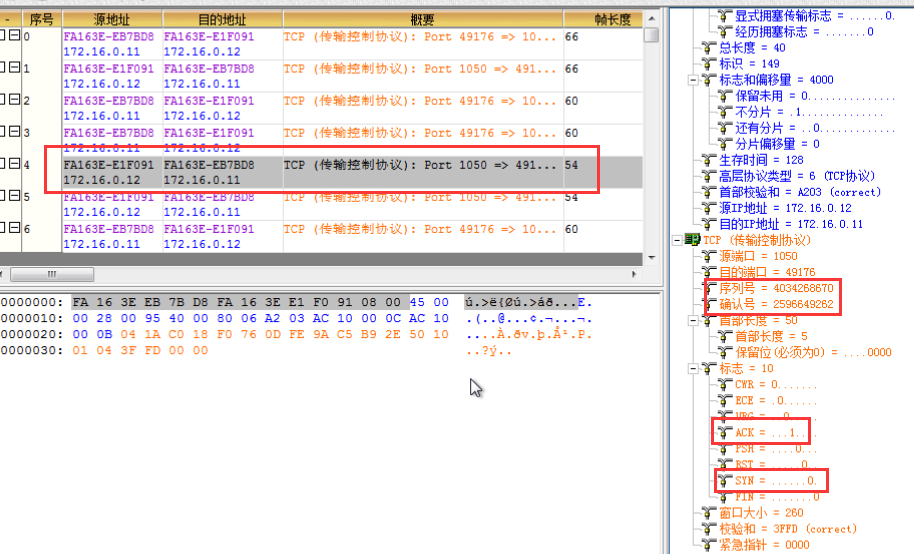 - 序号 源地址 目的地址 概要 帧长度
0 FA163E-EB7BD8 FA163E-E1F091 TCP (传输控制协议): Port 49176 => 10... 66
172.16.0.11 172.16.0.12
1 FA163E-E1F091 FA163E-EB7BD8 TCP (传输控制协议): Port 1050 => 491... 66
172.16.0.12 172.16.0.11
2 FA163E-EB7BD8 FA163E-E1F091 TCP (传输控制协议): Port 49176 => 10... 60
172.16.0.11 172.16.0.12
3 FA163E-EB7BD8 FA163E-E1F091 TCP (传输控制协议): Port 49176 => 10... 60
172.16.0.11 172.16.0.12
4 FA163E-E1F091 FA163E-EB7BD8 TCP (传输控制协议): Port 1050 => 491... 54
172.16.0.12 172.16.0.11
5 FA163E-E1F091 FA163E-EB7BD8 TCP (传输控制协议): Port 1050 => 491... 54
172.16.0.12 172.16.0.11
6 FA163E-EB7BD8 FA163E-E1F091 TCP (传输控制协议): Port 49176 => 10... 60
172.16.0.11 172.16.0.12
00000000: FA 16 3E EB 7B D8 FA 16 3E E1 F0 91 08 00 45 00 ú.>ë{Øú.>áð...E.
00000010: 00 28 00 95 40 00 80 06 A2 03 AC 10 00 0C AC 10 .(..@...¢.¬...¬.
00000020: 00 0B 04 1A C0 18 F0 76 0D FE 9A C5 B9 2E 50 10 ....À.ðv.þ.Å¹.P.
00000030: 01 04 3F FD 00 00 ..?ý..
显式拥塞传输标志 = ......0.
经历拥塞标志 = .......0
总长度 = 40
标识 = 149
标志和偏移量 = 4000
保留未用 = 0...............
不分片 = .1..............
还有分片 = ..0.............
分片偏移量 = 0
生存时间 = 128
高层协议类型 = 6 (TCP协议)
首部校验和 = A203 (correct)
源IP地址 = 172.16.0.12
目的IP地址 = 172.16.0.11
TCP (传输控制协议)
源端口 = 1050
目的端口 = 49176
序列号 = 4034268670
确认号 = 2596649262
首部长度 = 50
首部长度 = 5
保留位(必须为0) = ....0000
标志 = 10
CWR = 0.......
ECE = .0......
URG = ..0.....
ACK = ...1....
PSH = ....0...
RST = .....0..
SYN = ......0.
FIN = .......0
窗口大小 = 260
校验和 = 3FFD (correct)
紧急指针 = 0000